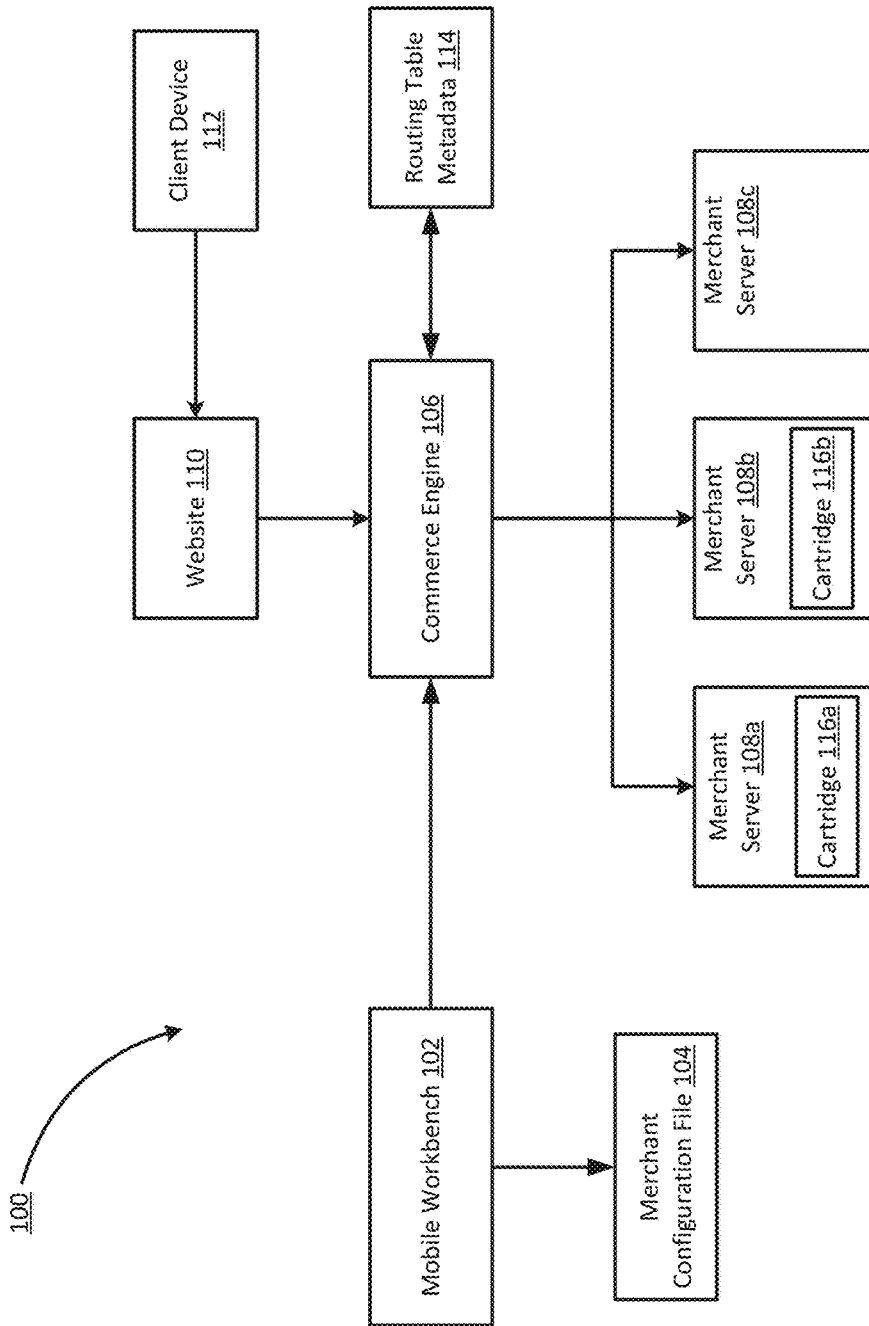 100
Client Device
112
Website 110
Routing Table
Metadata 114
Commerce Engine 106
Mobile Workbench 102
Merchant
Configuration File 104
Merchant
Server 108a
Cartridge 116a
Merchant
Server 108b
Cartridge 116b
Merchant
Server 108c